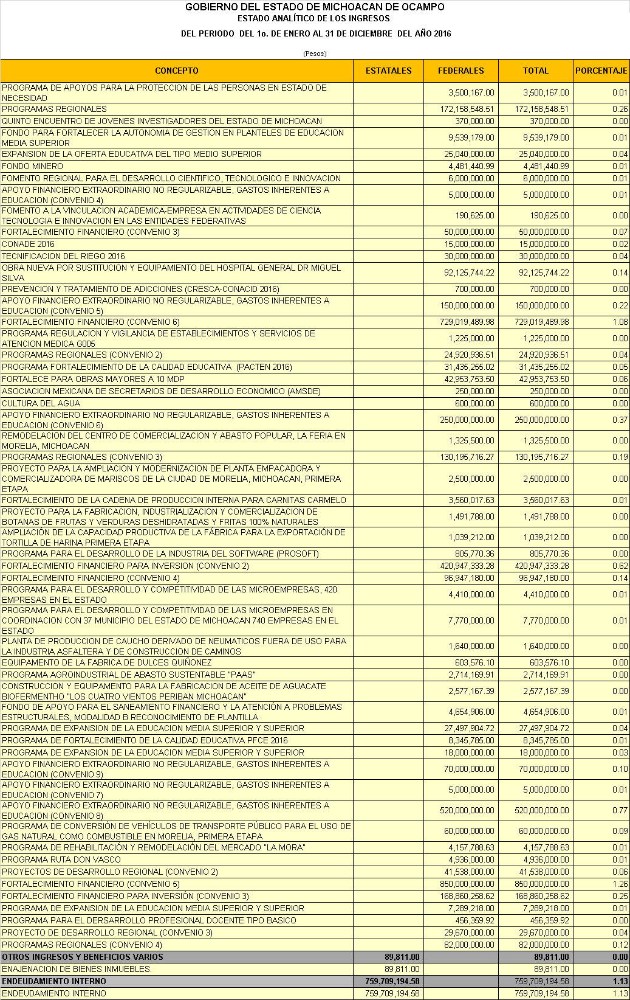 GOBIERNO DEL ESTADO DE MICHOACAN DE OCAMPO
ESTADO ANALÍTICO DE LOS INGRESOS
DEL PERIODO DEL 1o. DE ENERO AL 31 DE DICIEMBRE DEL AÑO 2016
(Pesos)
CONCEPTO ESTATALES FEDERALES TOTAL PORCENTAJE
PROGRAMA DE APOYOS PARA LA PROTECCION DE LAS PERSONAS EN ESTADO DE
NECESIDAD 3,500,167.00 3,500,167.00 0.01
PROGRAMAS REGIONALES 172,158,548.51 172,158,548.51 0.26
QUINTO ENCUENTRO DE JOVENES INVESTIGADORES DEL ESTADO DE MICHOACAN 370,000.00 370,000.00 0.00
FONDO PARA FORTALECER LA AUTONOMIA DE GESTION EN PLANTELES DE EDUCACION
MEDIA SUPERIOR 9,539,179.00 9,539,179.00 0.01
EXPANSION DE LA OFERTA EDUCATIVA DEL TIPO MEDIO SUPERIOR 25,040,000.00 25,040,000.00 0.04
FONDO MINERO 4,481,440.99 4,481,440.99 0.01
FOMENTO REGIONAL PARA EL DESARROLLO CIENTIFICO, TECNOLOGICO E INNOVACION 6,000,000.00 6,000,000.00 0.01
APOYO FINANCIERO EXTRAORDINARIO NO REGULARIZABLE, GASTOS INHERENTES A
EDUCACION (CONVENIO 4) 5,000,000.00 5,000,000.00 0.01
FOMENTO A LA VINCULACION ACADEMICA-EMPRESA EN ACTIVIDADES DE CIENCIA
TECNOLOGIA E INNOVACION EN LAS ENTIDADES FEDERATIVAS 190,625.00 190,625.00 0.00
FORTALECIMIENTO FINANCIERO (CONVENIO 3) 50,000,000.00 50,000,000.00 0.07
CONADE 2016 15,000,000.00 15,000,000.00 0.02
TECNIFICACION DEL RIEGO 2016 30,000,000.00 30,000,000.00 0.04
OBRA NUEVA POR SUSTITUCION Y EQUIPAMIENTO DEL HOSPITAL GENERAL DR MIGUEL
SILVA 92,125,744.22 92,125,744.22 0.14
PREVENCION Y TRATAMIENTO DE ADICCIONES (CRESCA-CONACID 2016) 700,000.00 700,000.00 0.00
APOYO FINANCIERO EXTRAORDINARIO NO REGULARIZABLE, GASTOS INHERENTES A
EDUCACION (CONVENIO 5) 150,000,000.00 150,000,000.00 0.22
FORTALECIMIENTO FINANCIERO (CONVENIO 6) 729,019,489.98 729,019,489.98 1.08
PROGRAMA REGULACION Y VIGILANCIA DE ESTABLECIMIENTOS Y SERVICIOS DE
ATENCION MEDICA G005 1,225,000.00 1,225,000.00 0.00
PROGRAMAS REGIONALES (CONVENIO 2) 24,920,936.51 24,920,936.51 0.04
PROGRAMA FORTALECIMIENTO DE LA CALIDAD EDUCATIVA (PACTEN 2016) 31,435,255.02 31,435,255.02 0.05
FORTALECE PARA OBRAS MAYORES A 10 MDP 42,953,753.50 42,953,753.50 0.06
ASOCIACION MEXICANA DE SECRETARIOS DE DESARROLLO ECONOMICO (AMSDE) 250,000.00 250,000.00 0.00
CULTURA DEL AGUA 600,000.00 600,000.00 0.00
APOYO FINANCIERO EXTRAORDINARIO NO REGULARIZABLE, GASTOS INHERENTES A
EDUCACION (CONVENIO 6) 250,000,000.00 250,000,000.00 0.37
REMODELACION DEL CENTRO DE COMERCIALIZACION Y ABASTO POPULAR, LA FERIA EN
MORELIA, MICHOACAN 1,325,500.00 1,325,500.00 0.00
PROGRAMAS REGIONALES (CONVENIO 3) 130,195,716.27 130,195,716.27 0.19
PROYECTO PARA LA AMPLIACION Y MODERNIZACION DE PLANTA EMPACADORA Y
COMERCIALIZADORA DE MARISCOS DE LA CIUDAD DE MORELIA, MICHOACAN, PRIMERA
ETAPA 2,500,000.00 2,500,000.00 0.00
FORTALECIMIENTO DE LA CADENA DE PRODUCCION INTERNA PARA CARNITAS CARMELO 3,560,017.63 3,560,017.63 0.01
PROYECTO PARA LA FABRICACION, INDUSTRIALIZACION Y COMERCIALIZACION DE
BOTANAS DE FRUTAS Y VERDURAS DESHIDRATADAS Y FRITAS 100% NATURALES 1,491,788.00 1,491,788.00 0.00
AMPLIACIÓN DE LA CAPACIDAD PRODUCTIVA DE LA FÁBRICA PARA LA EXPORTACIÓN DE
TORTILLA DE HARINA PRIMERA ETAPA 1,039,212.00 1,039,212.00 0.00
PROGRAMA PARA EL DESARROLLO DE LA INDUSTRIA DEL SOFTWARE (PROSOFT) 805,770.36 805,770.36 0.00
FORTALECIMIENTO FINANCIERO PARA INVERSION (CONVENIO 2) 420,947,333.28 420,947,333.28 0.62
FORTALECIMEINTO FINANCIERO (CONVENIO 4) 96,947,180.00 96,947,180.00 0.14
PROGRAMA PARA EL DESARROLLO Y COMPETITIVIDAD DE LAS MICROEMPRESAS, 420
EMPRESAS EN EL ESTADO 4,410,000.00 4,410,000.00 0.01
PROGRAMA PARA EL DESARROLLO Y COMPETITIVIDAD DE LAS MICROEMPRESAS EN
COORDINACION CON 37 MUNICIPIO DEL ESTADO DE MICHOACAN 740 EMPRESAS EN EL
ESTADO 7,770,000.00 7,770,000.00 0.01
PLANTA DE PRODUCCION DE CAUCHO DERIVADO DE NEUMATICOS FUERA DE USO PARA
LA INDUSTRIA ASFALTERA Y DE CONSTRUCCION DE CAMINOS 1,640,000.00 1,640,000.00 0.00
EQUIPAMENTO DE LA FABRICA DE DULCES QUIÑONEZ 603,576.10 603,576.10 0.00
PROGRAMA AGROINDUSTRIAL DE ABASTO SUSTENTABLE "PAAS" 2,714,169.91 2,714,169.91 0.00
CONSTRUCCION Y EQUIPAMENTO PARA LA FABRICACION DE ACEITE DE AGUACATE
BIOFERMENTHO "LOS CUATRO VIENTOS PERIBAN MICHOACAN" 2,577,167.39 2,577,167.39 0.00
FONDO DE APOYO PARA EL SANEAMIENTO FINANCIERO Y LA ATENCIÓN A PROBLEMAS
ESTRUCTURALES, MODALIDAD B RECONOCIMIENTO DE PLANTILLA 4,654,906.00 4,654,906.00 0.01
PROGRAMA DE EXPANSION DE LA EDUCACION MEDIA SUPERIOR Y SUPERIOR 27,497,904.72 27,497,904.72 0.04
PROGRAMA DE FORTALECIMIENTO DE LA CALIDAD EDUCATIVA PFCE 2016 8,345,785.00 8,345,785.00 0.01
PROGRAMA DE EXPANSION DE LA EDUCACION MEDIA SUPERIOR Y SUPERIOR 18,000,000.00 18,000,000.00 0.03
APOYO FINANCIERO EXTRAORDINARIO NO REGULARIZABLE, GASTOS INHERENTES A
EDUCACION (CONVENIO 9) 70,000,000.00 70,000,000.00 0.10
APOYO FINANCIERO EXTRAORDINARIO NO REGULARIZABLE, GASTOS INHERENTES A
EDUCACION (CONVENIO 7) 5,000,000.00 5,000,000.00 0.01
APOYO FINANCIERO EXTRAORDINARIO NO REGULARIZABLE, GASTOS INHERENTES A
EDUCACION (CONVENIO 8) 520,000,000.00 520,000,000.00 0.77
PROGRAMA DE CONVERSIÓN DE VEHÍCULOS DE TRANSPORTE PÚBLICO PARA EL USO DE
GAS NATURAL COMO COMBUSTIBLE EN MORELIA, PRIMERA ETAPA 60,000,000.00 60,000,000.00 0.09
PROGRAMA DE REHABILITACIÓN Y REMODELACIÓN DEL MERCADO "LA MORA" 4,157,788.63 4,157,788.63 0.01
PROGRAMA RUTA DON VASCO 4,936,000.00 4,936,000.00 0.01
PROYECTOS DE DESARROLLO REGIONAL (CONVENIO 2) 41,538,000.00 41,538,000.00 0.06
FORTALECIMIENTO FINANCIERO (CONVENIO 5) 850,000,000.00 850,000,000.00 1.26
FORTALECIMIENTO FINANCIERO PARA INVERSIÓN (CONVENIO 3) 168,860,258.62 168,860,258.62 0.25
PROGRAMA DE EXPANSION DE LA EDUCACION MEDIA SUPERIOR Y SUPERIOR 7,289,218.00 7,289,218.00 0.01
PROGRAMA PARA EL DERSARROLLO PROFESIONAL DOCENTE TIPO BASICO 456,359.92 456,359.92 0.00
PROYECTO DE DESARROLLO REGIONAL (CONVENIO 3) 29,670,000.00 29,670,000.00 0.04
PROGRAMAS REGIONALES (CONVENIO 4) 82,000,000.00 82,000,000.00 0.12
OTROS INGRESOS Y BENEFICIOS VARIOS 89,811.00 89,811.00 0.00
ENAJENACION DE BIENES INMUEBLES. 89,811.00 89,811.00 0.00
ENDEUDAMIENTO INTERNO 759,709,194.58 759,709,194.58 1.13
ENDEUDAMIENTO INTERNO 759,709,194.58 759,709,194.58 1.13